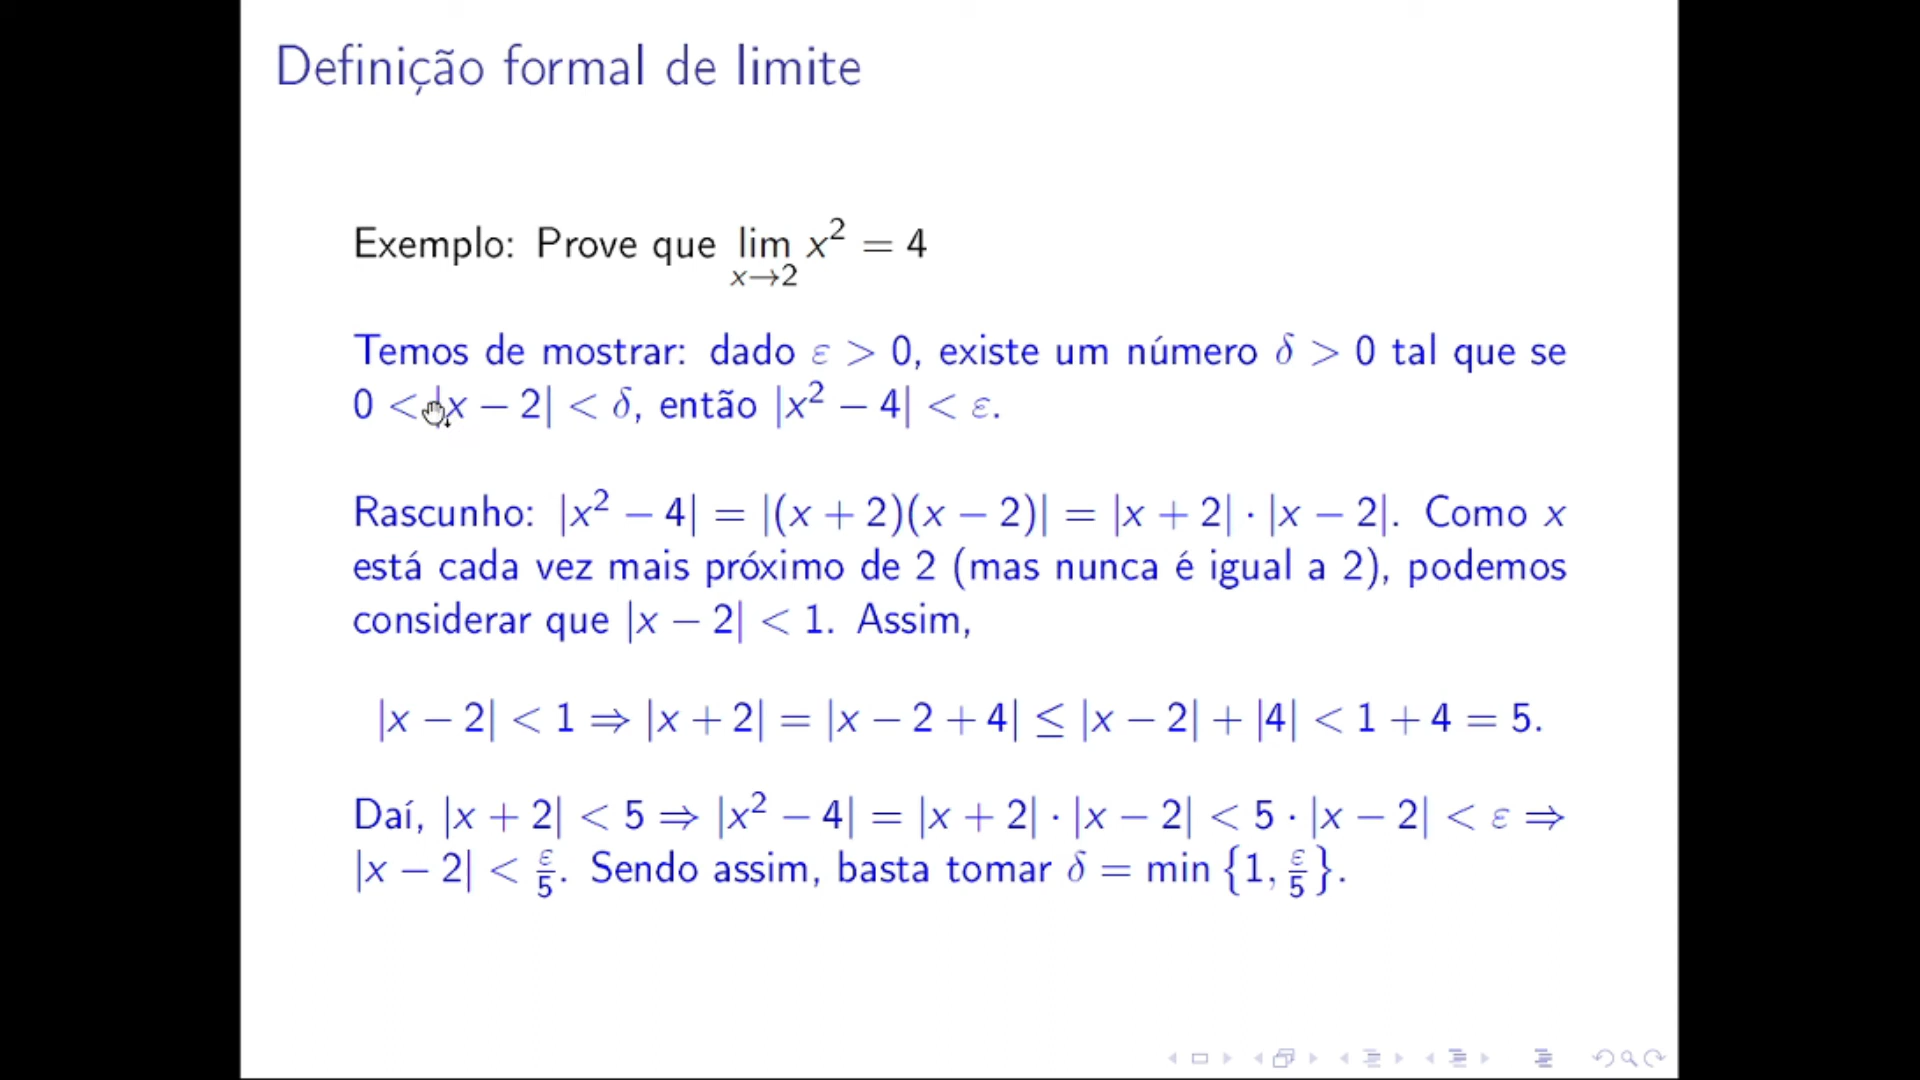 Definição formal de limite
Exemplo: Prove que lim x² = 4
x→2
Temos de mostrar: dado ε > 0, existe um número δ > 0 tal que se
0 < |x − 2| < δ, então |x² − 4| < ε.
Rascunho: |x² − 4| = |(x + 2)(x − 2)| = |x + 2| · |x − 2|. Como x
está cada vez mais próximo de 2 (mas nunca é igual a 2), podemos
considerar que |x − 2| < 1. Assim,
|x − 2| < 1 ⇒ |x + 2| = |x − 2 + 4| ≤ |x − 2| + |4| < 1 + 4 = 5.
Daí, |x + 2| < 5 ⇒ |x² − 4| = |x + 2| · |x − 2| < 5 · |x − 2| < ε ⇒
|x − 2| < ε/5. Sendo assim, basta tomar δ = min {1, ε/5}.